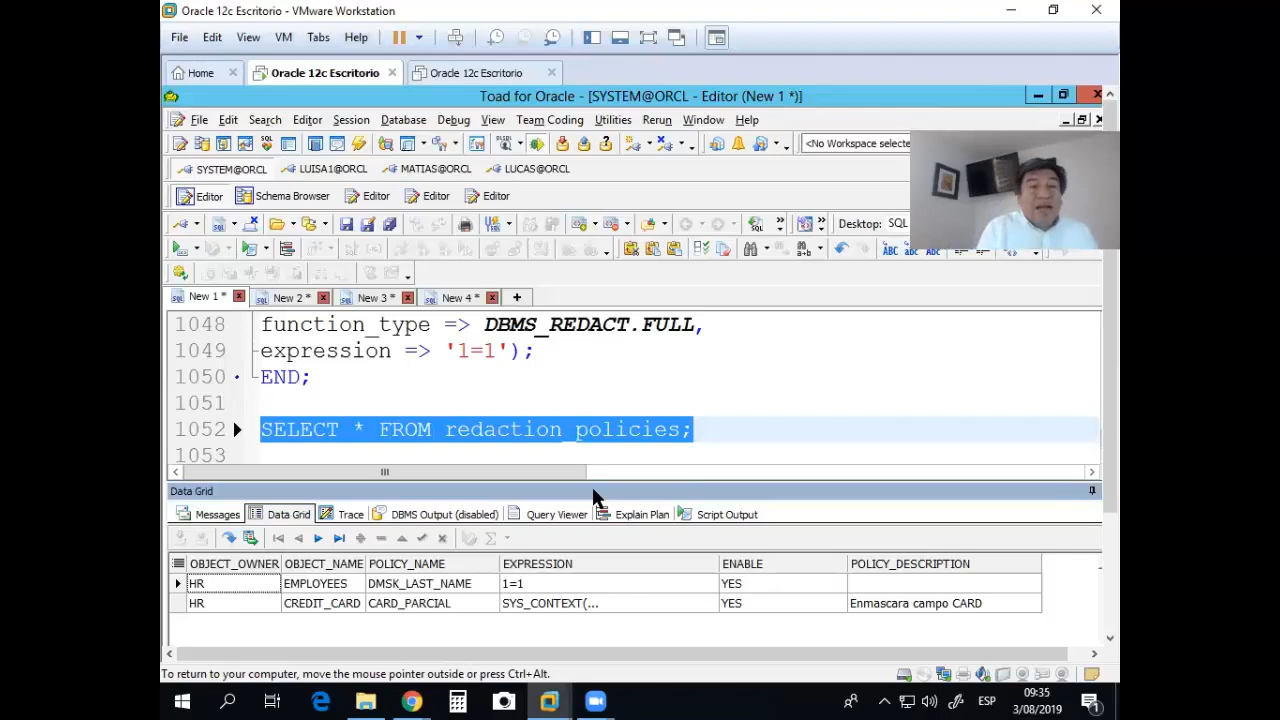 Oracle 12c Escritorio - VMware Workstation
File Edit View VM Tabs Help
Home Oracle 12c Escritorio Oracle 12c Escritorio
Toad for Oracle - [SYSTEM@ORCL - Editor (New 1 *)]
File Edit Search Editor Session Database Debug View Team Coding Utilities Rerun Window Help
<No Workspace selecte
SYSTEM@ORCL LUISA1@ORCL MATIAS@ORCL LUCAS@ORCL
Editor Schema Browser Editor Editor Editor
Desktop: SQL
New 1 * New 2 * New 3 * New 4 *
1048 function_type => DBMS_REDACT.FULL,
1049 expression => '1=1');
1050 END;
1051
1052 SELECT * FROM redaction_policies;
1053
Data Grid
Messages Data Grid Trace DBMS Output (disabled) Query Viewer Explain Plan Script Output
OBJECT_OWNER OBJECT_NAME POLICY_NAME EXPRESSION ENABLE POLICY_DESCRIPTION
HR EMPLOYEES DMSK_LAST_NAME 1=1 YES
HR CREDIT_CARD CARD_PARCIAL SYS_CONTEXT(... YES Enmascara campo CARD
To return to your computer, move the mouse pointer outside or press Ctrl+Alt.
ESP
09:35
3/08/2019
1